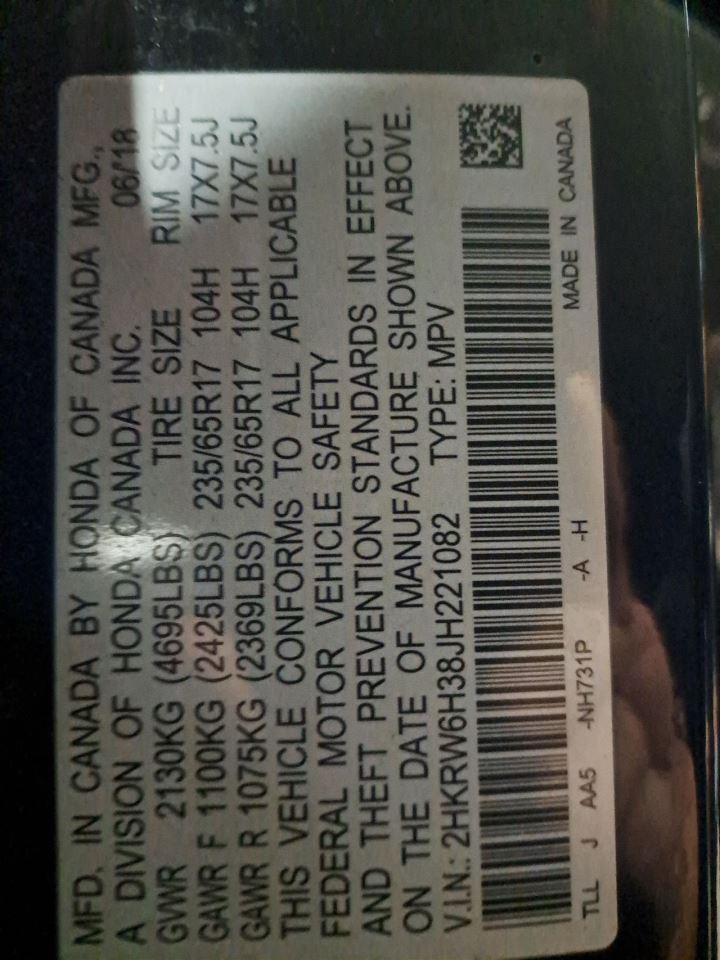 MFD. IN CANADA BY HONDA OF CANADA MFG.,
A DIVISION OF HONDA CANADA INC. 06/18
GVWR 2130KG (4695LBS) TIRE SIZE RIM SIZE
GAWR F 1100KG (2425LBS) 235/65R17 104H 17X7.5J
GAWR R 1075KG (2369LBS) 235/65R17 104H 17X7.5J
THIS VEHICLE CONFORMS TO ALL APPLICABLE
FEDERAL MOTOR VEHICLE SAFETY
AND THEFT PREVENTION STANDARDS IN EFFECT
ON THE DATE OF MANUFACTURE SHOWN ABOVE.
V.I.N.: 2HKRW6H38JH221082 TYPE: MPV
TLL J AA5 -NH731P -A -H MADE IN CANADA